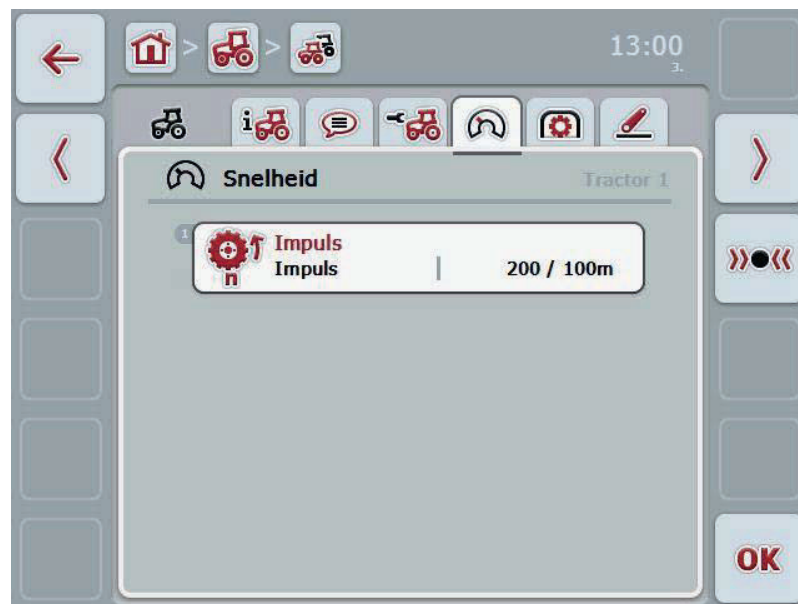 > >
13:00
3.
i
Snelheid Tractor 1
1
Impuls
n
Impuls | 200 / 100m
OK